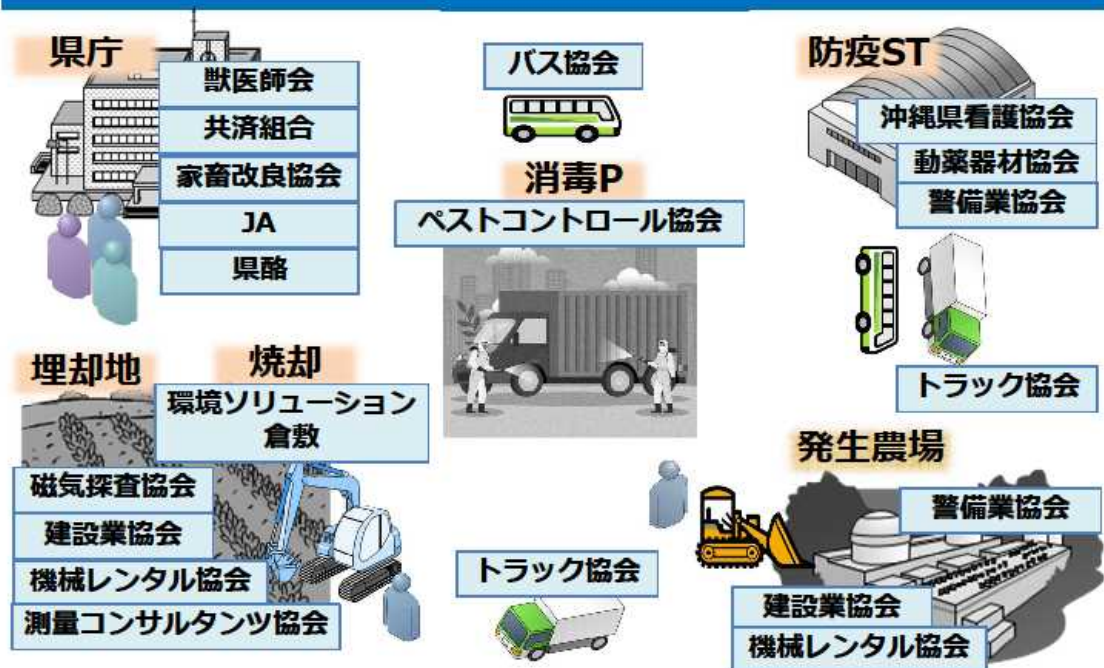 県庁
獣医師会
共済組合
家畜改良協会
JA
県酪
バス協会
消毒P
ペストコントロール協会
防疫ST
沖縄県看護協会
動薬器材協会
警備業協会
トラック協会
埋却地
焼却
環境ソリューション
倉敷
磁気探査協会
建設業協会
機械レンタル協会
測量コンサルタンツ協会
トラック協会
発生農場
警備業協会
建設業協会
機械レンタル協会